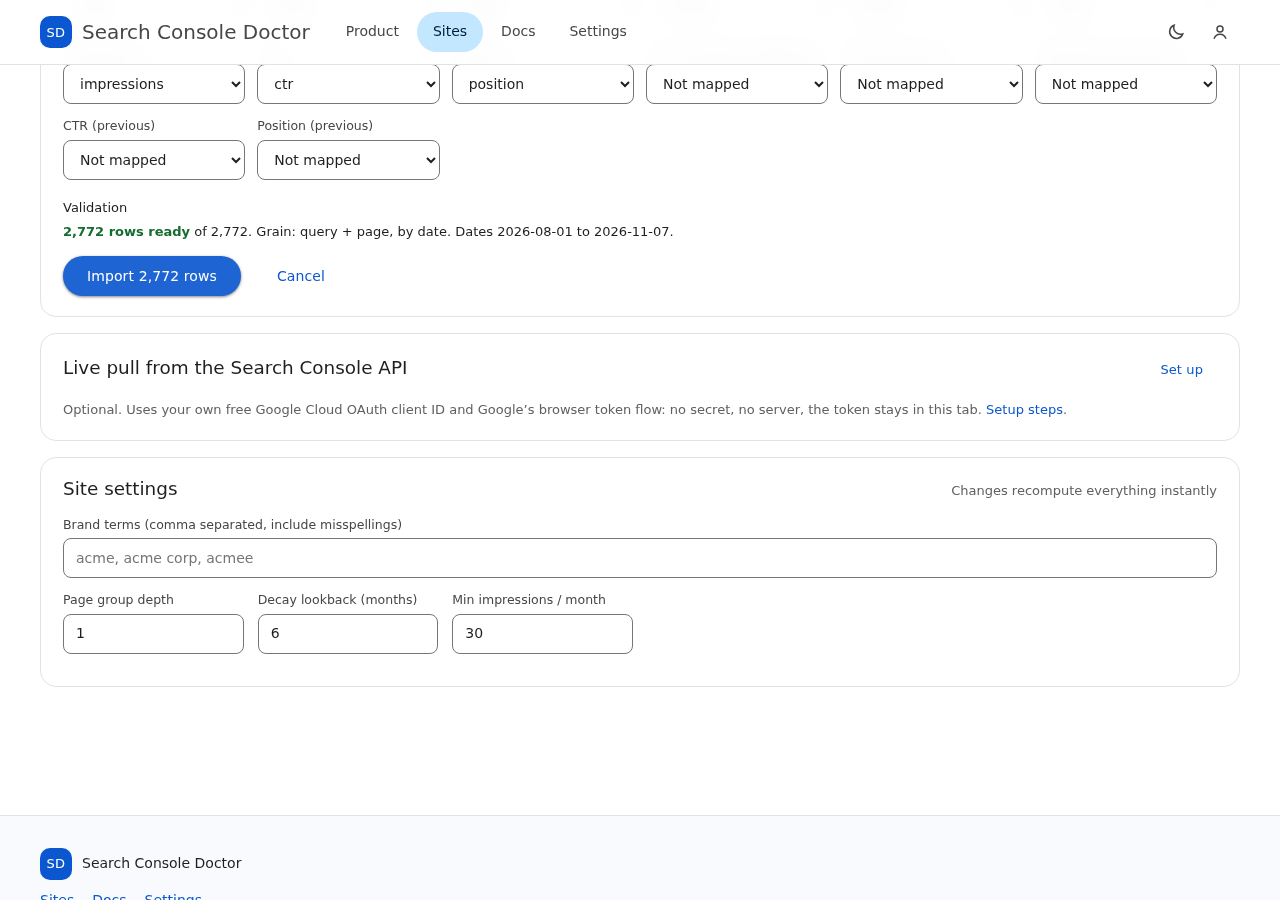 SD Search Console Doctor Product Sites Docs Settings
impressions ctr position Not mapped Not mapped Not mapped
CTR (previous) Position (previous)
Not mapped Not mapped
Validation
2,772 rows ready of 2,772. Grain: query + page, by date. Dates 2026-08-01 to 2026-11-07.
Import 2,772 rows Cancel
Live pull from the Search Console API Set up
Optional. Uses your own free Google Cloud OAuth client ID and Google’s browser token flow: no secret, no server, the token stays in this tab. Setup steps.
Site settings Changes recompute everything instantly
Brand terms (comma separated, include misspellings)
acme, acme corp, acmee
Page group depth Decay lookback (months) Min impressions / month
1 6 30
SD Search Console Doctor
Sites Docs Settings